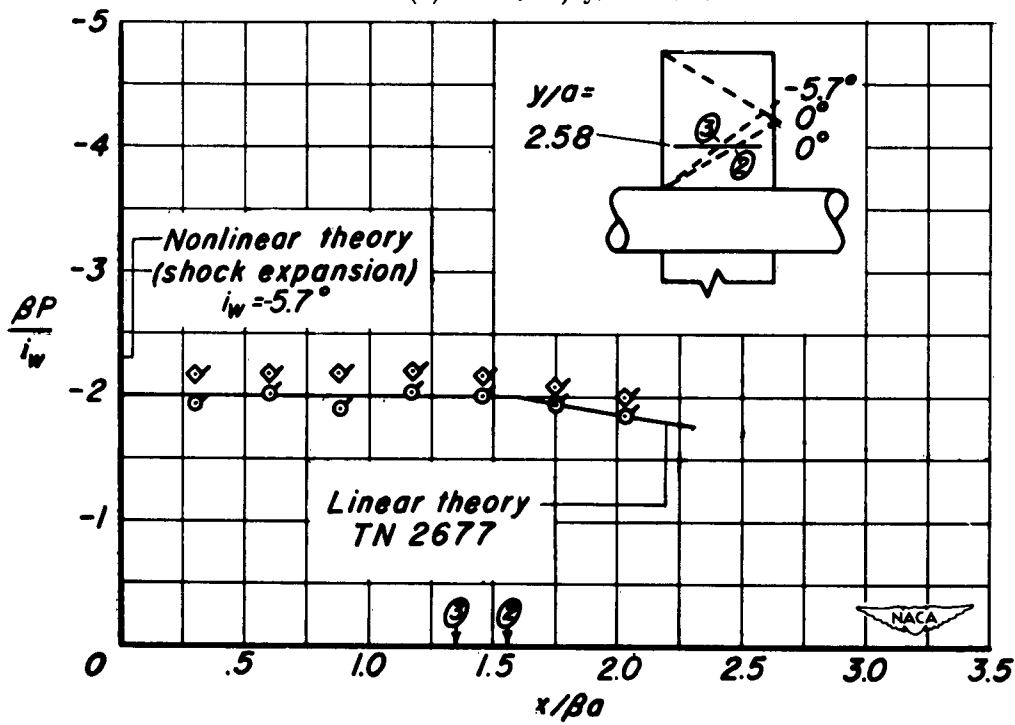 -5
-4
-3
-2
-1
0
βP
i_w
y/a=
2.58
-5.7°
0°
0°
③
②
Nonlinear theory
(shock expansion)
i_w =-5.7°
Linear theory
TN 2677
③ ②
NACA
.5 1.0 1.5 2.0 2.5 3.0 3.5
x/βa